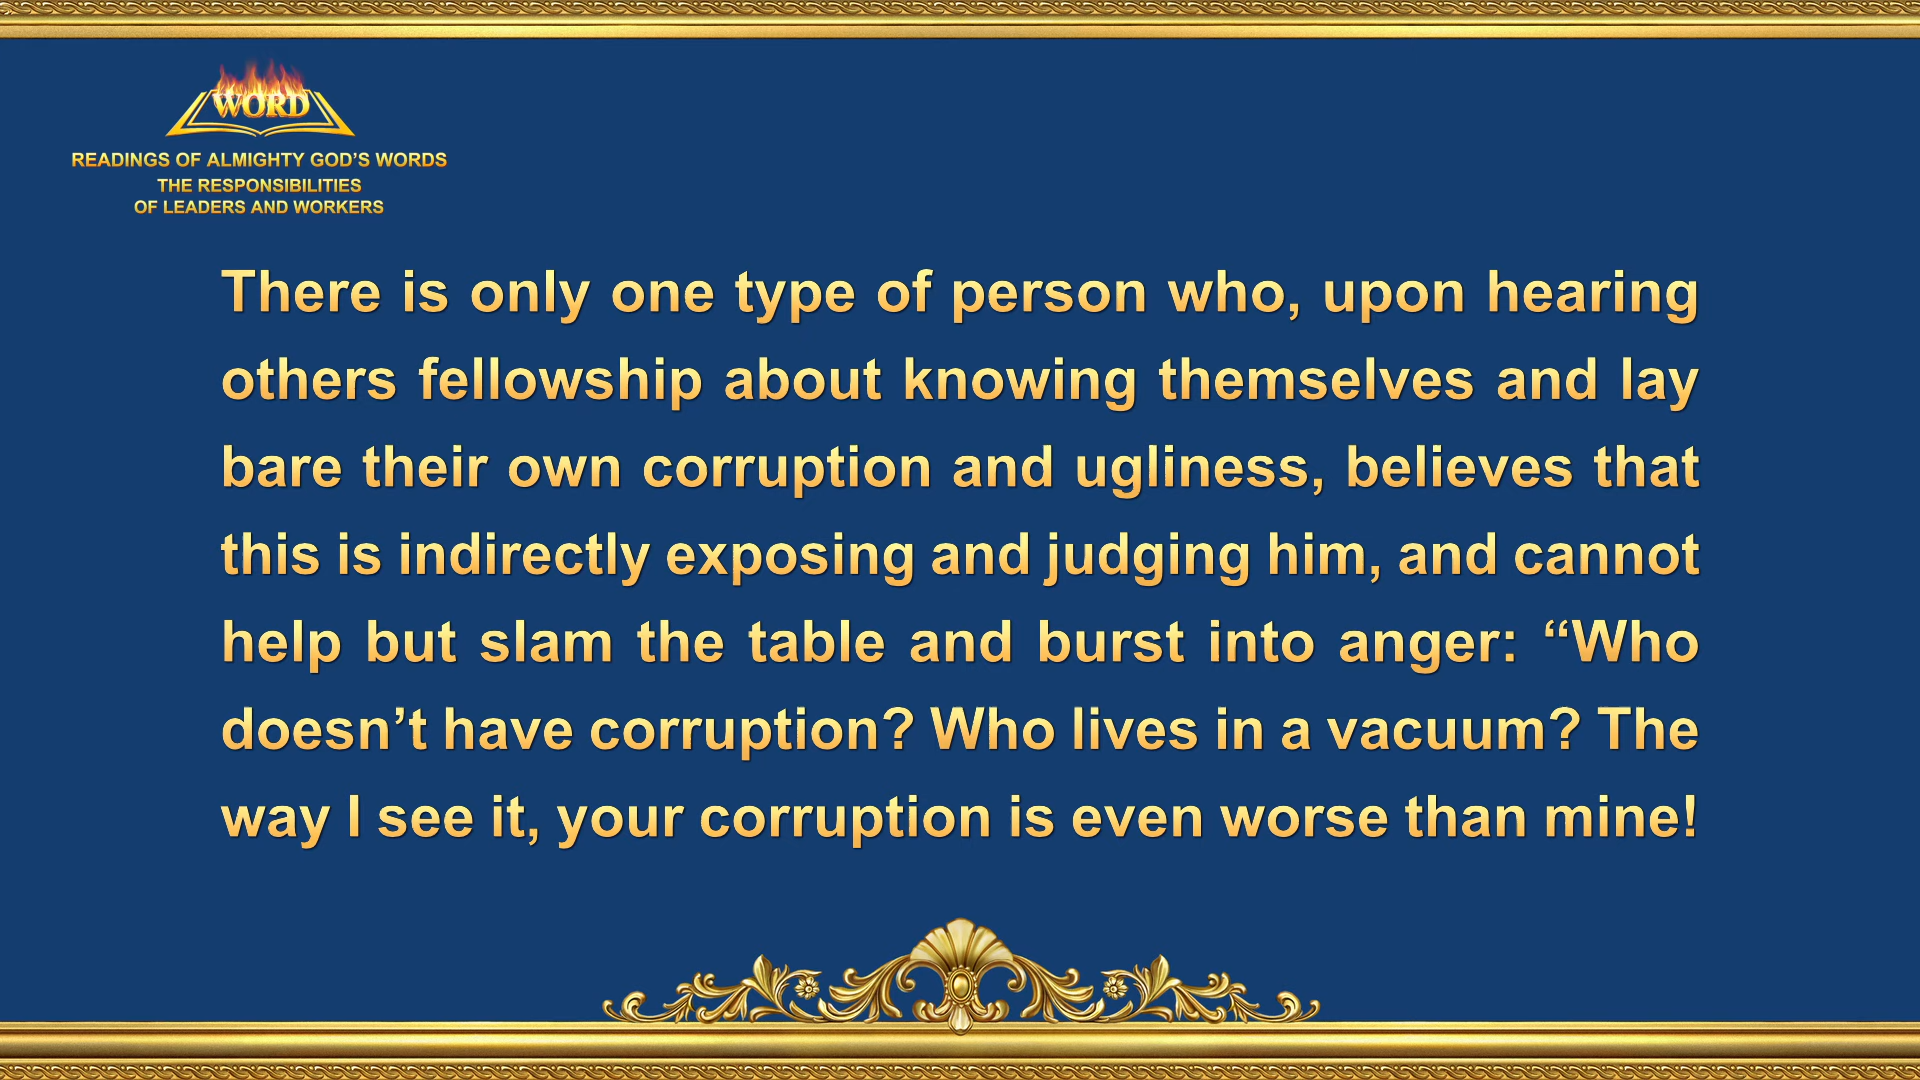 WORD
READINGS OF ALMIGHTY GOD’S WORDS
THE RESPONSIBILITIES
OF LEADERS AND WORKERS
There is only one type of person who, upon hearing
others fellowship about knowing themselves and lay
bare their own corruption and ugliness, believes that
this is indirectly exposing and judging him, and cannot
help but slam the table and burst into anger: “Who
doesn’t have corruption? Who lives in a vacuum? The
way I see it, your corruption is even worse than mine!